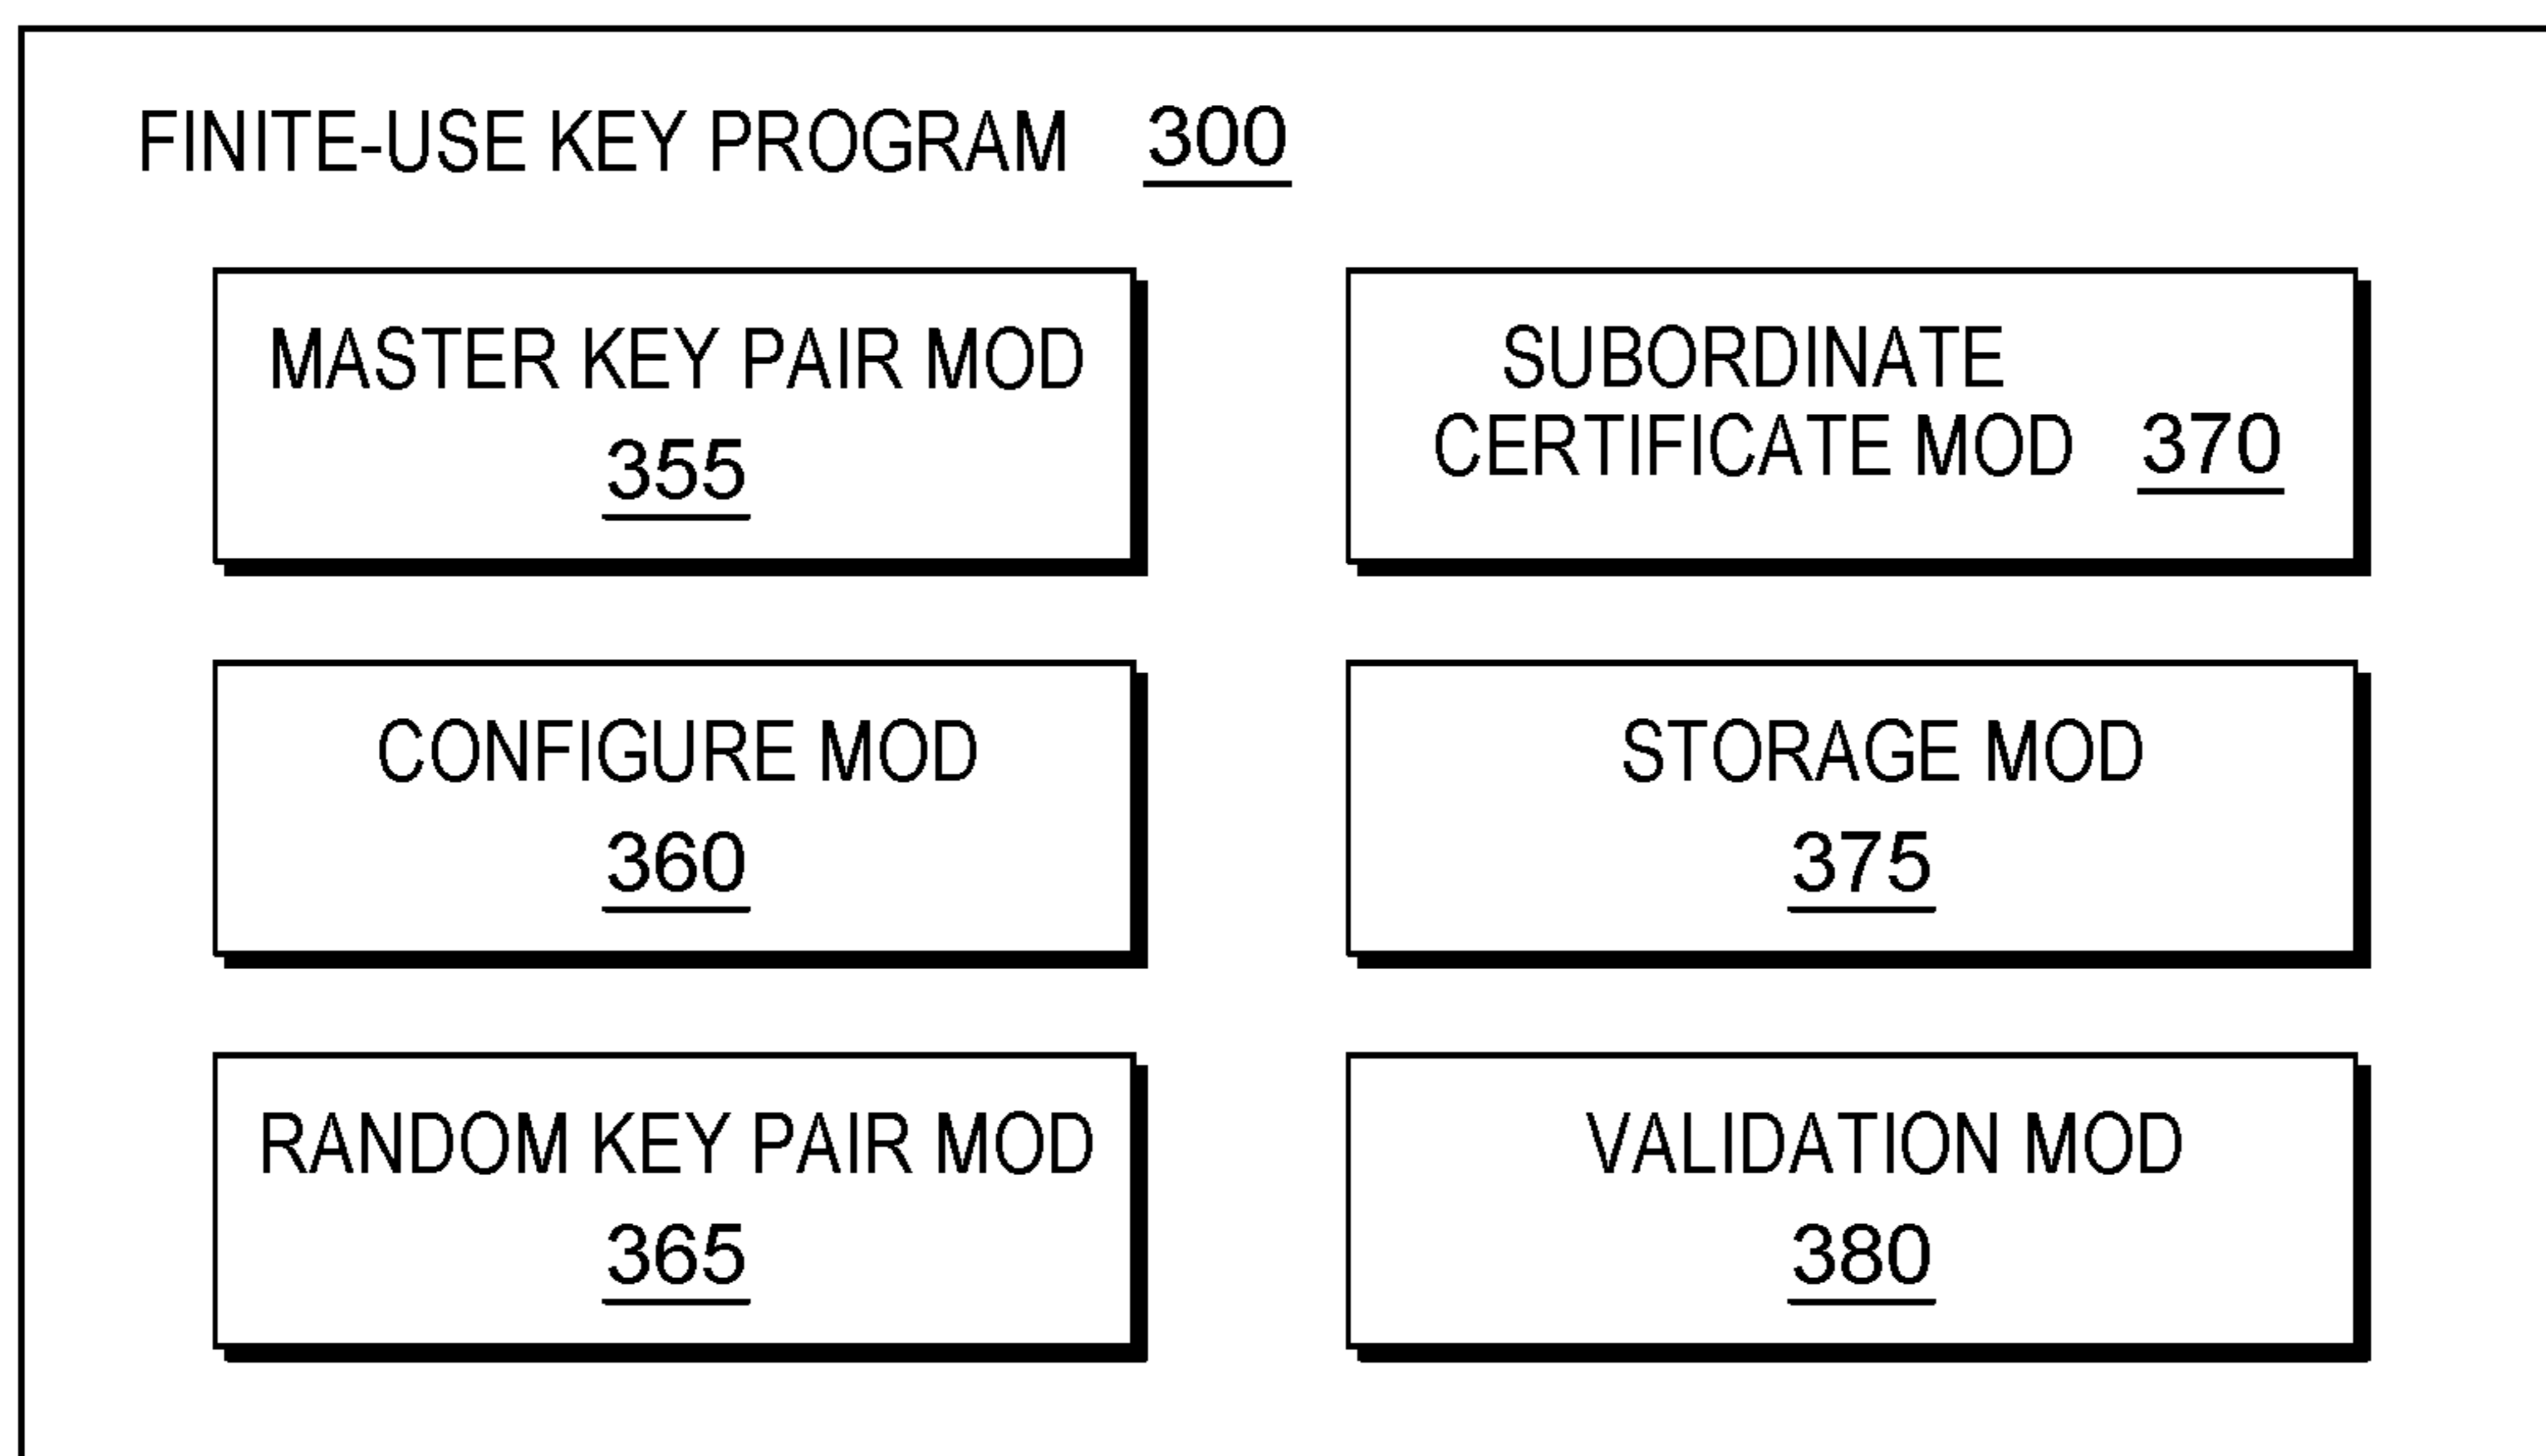 FINITE-USE KEY PROGRAM 300
MASTER KEY PAIR MOD
355
SUBORDINATE
CERTIFICATE MOD 370
CONFIGURE MOD
360
STORAGE MOD
375
RANDOM KEY PAIR MOD
365
VALIDATION MOD
380